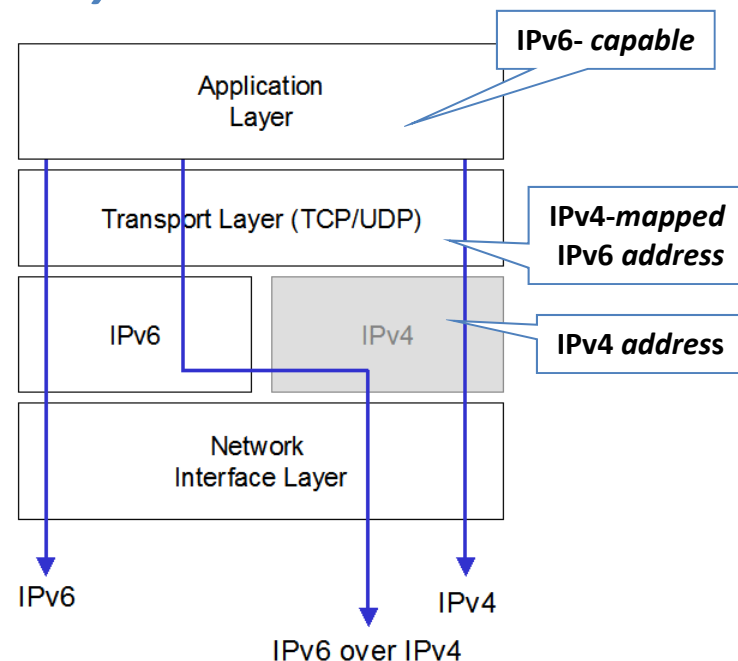 IPv6- capable
Application
Layer
Transport Layer (TCP/UDP)
IPv4-mapped
IPv6 address
IPv6
IPv4
IPv4 address
Network
Interface Layer
IPv6
IPv4
IPv6 over IPv4